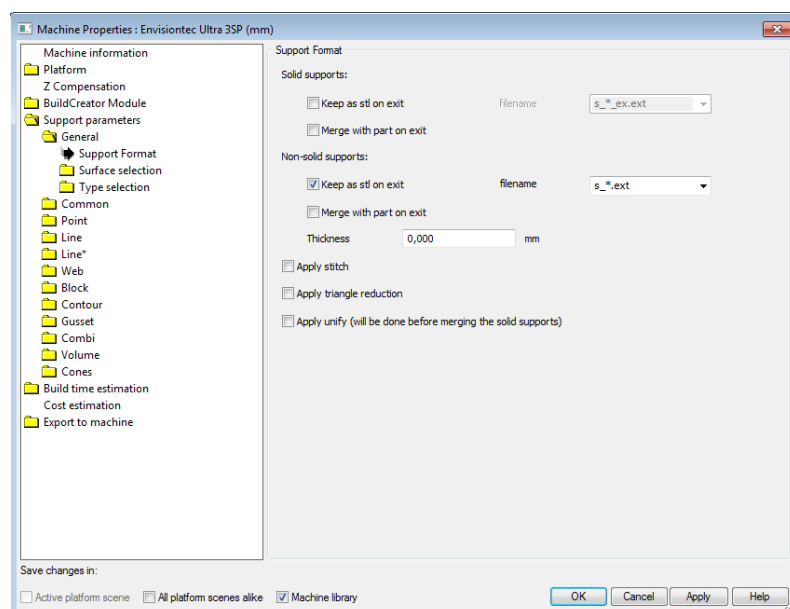 Machine Properties : Envisiontec Ultra 3SP (mm)
Machine information
Platform
Z Compensation
BuildCreator Module
Support parameters
General
Support Format
Surface selection
Type selection
Common
Point
Line
Line*
Web
Block
Contour
Gusset
Combi
Volume
Cones
Build time estimation
Cost estimation
Export to machine
Support Format
Solid supports:
Keep as stl on exit filename s_*_ex.ext
Merge with part on exit
Non-solid supports:
Keep as stl on exit filename s_*.ext
Merge with part on exit
Thickness 0,000 mm
Apply stitch
Apply triangle reduction
Apply unify (will be done before merging the solid supports)
Save changes in:
Active platform scene All platform scenes alike Machine library OK Cancel Apply Help